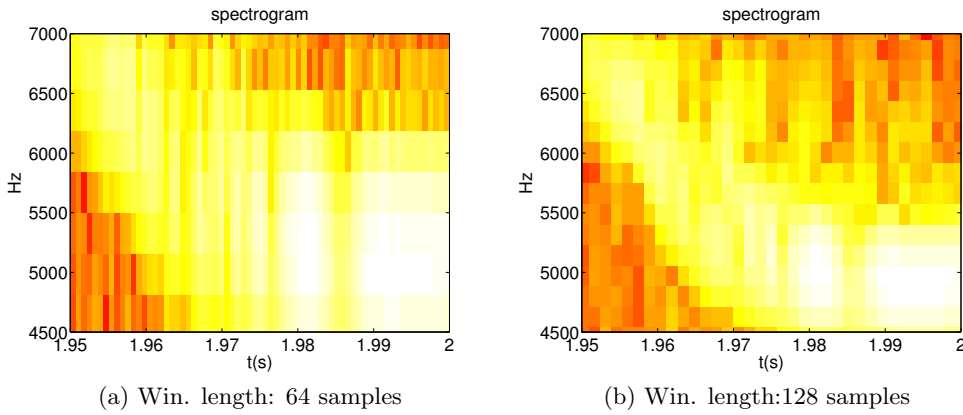 spectrogram
7000
6500
6000
5500
5000
4500
Hz
1.95 1.96 1.97 1.98 1.99 2
t(s)
(a) Win. length: 64 samples
spectrogram
7000
6500
6000
5500
5000
4500
Hz
1.95 1.96 1.97 1.98 1.99 2
t(s)
(b) Win. length:128 samples